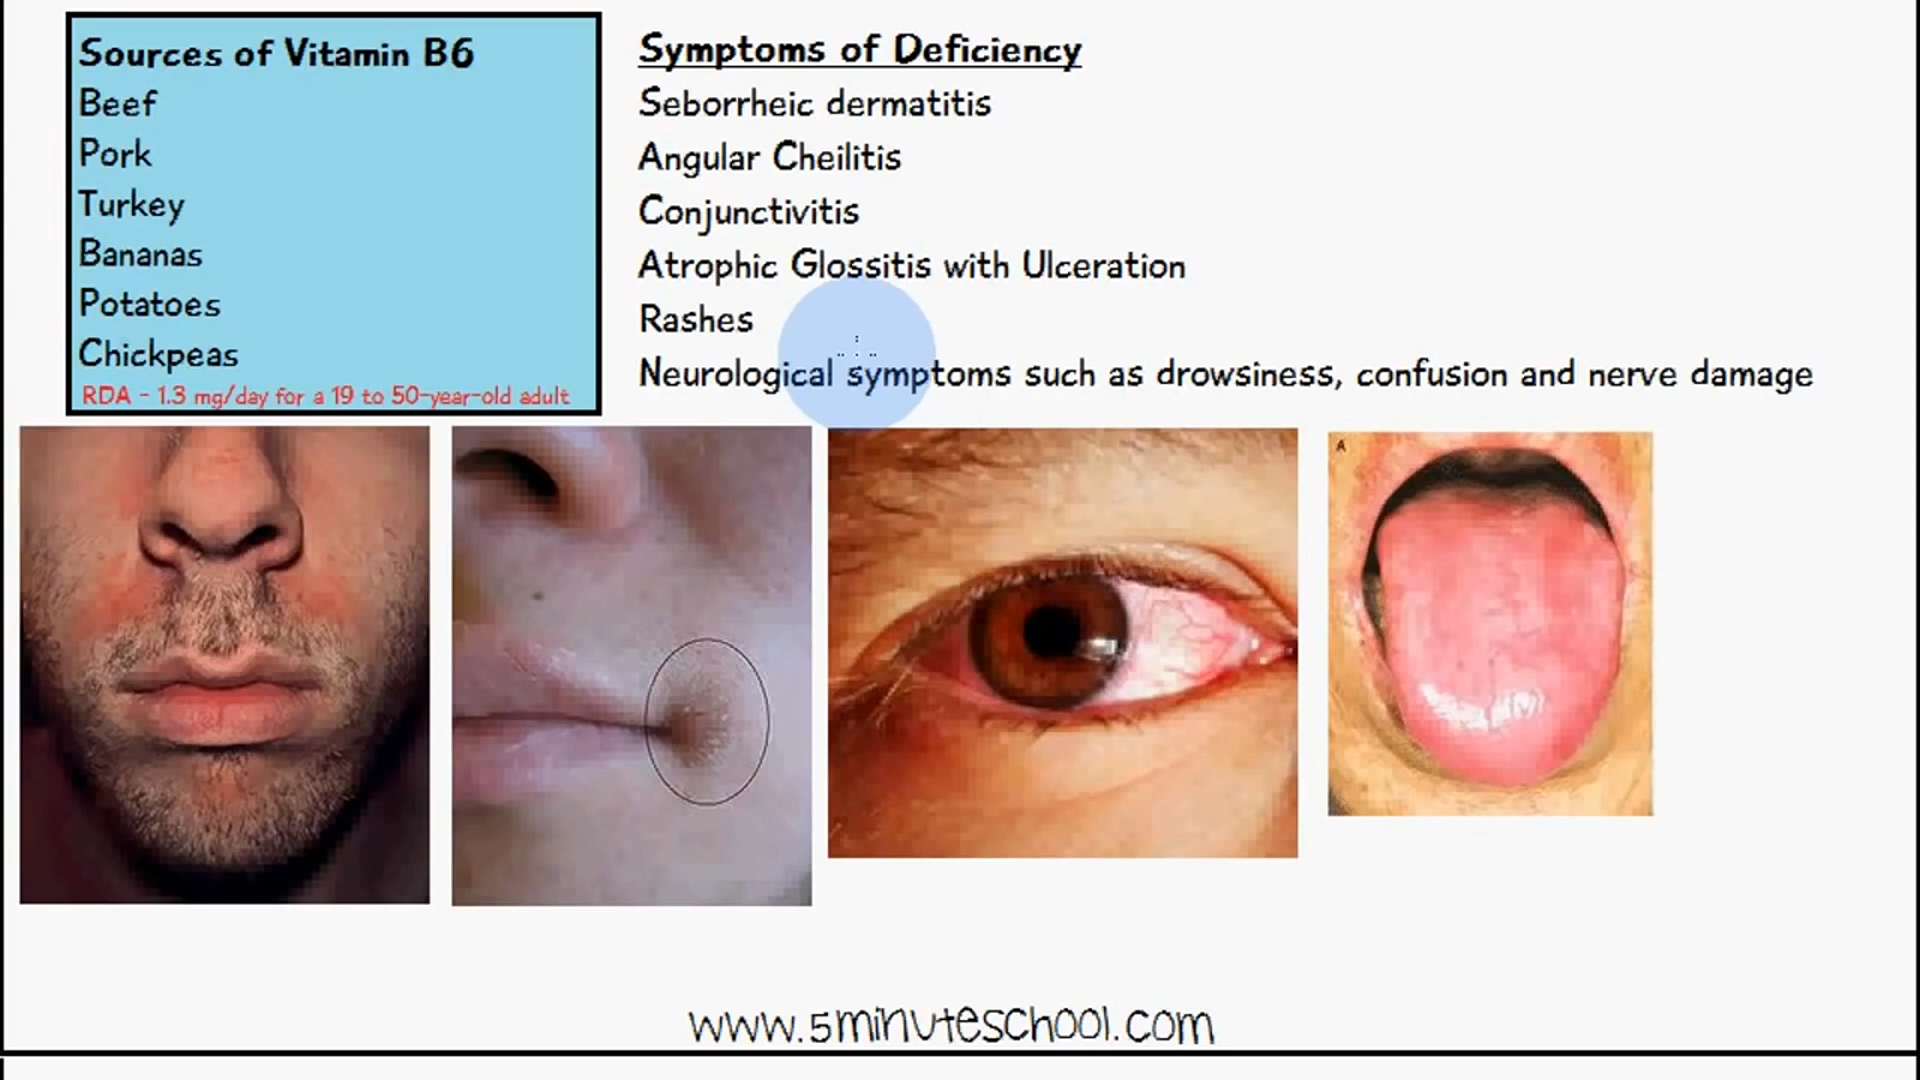 Sources of Vitamin B6
Beef
Pork
Turkey
Bananas
Potatoes
Chickpeas
RDA - 1.3 mg/day for a 19 to 50-year-old adult
Symptoms of Deficiency
Seborrheic dermatitis
Angular Cheilitis
Conjunctivitis
Atrophic Glossitis with Ulceration
Rashes
Neurological symptoms such as drowsiness, confusion and nerve damage
A
www.5minuteschool.com